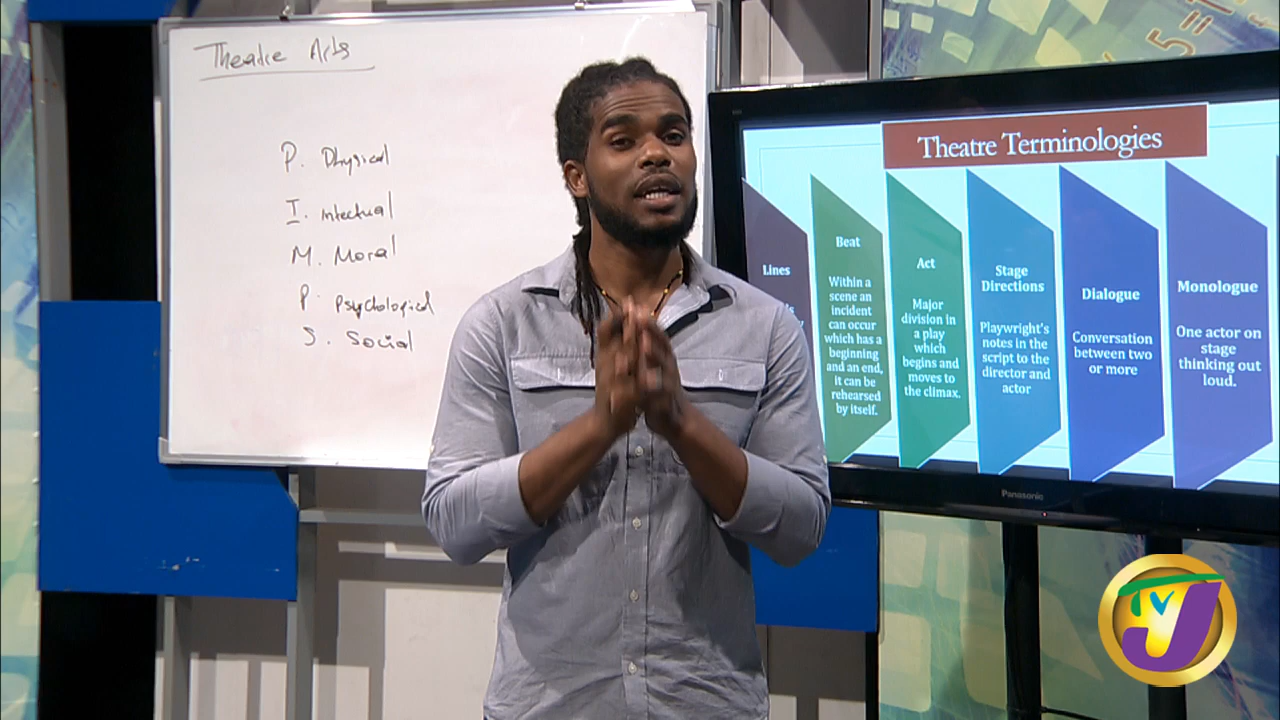 Theatre Arts
P. Physical
I. intectual
M. Moral
P. Psychological
S. Social
Theatre Terminologies
Lines
Beat
Within a
scene an
incident
can occur
which has a
beginning
and an end,
it can be
rehearsed
by itself.
Act
Major
division in
a play
which
begins and
moves to
the climax.
Stage
Directions
Playwright's
notes in the
script to the
director and
actor
Dialogue
Conversation
between two
or more
Monologue
One actor on
stage
thinking out
loud.
Panasonic
TVJ
5=